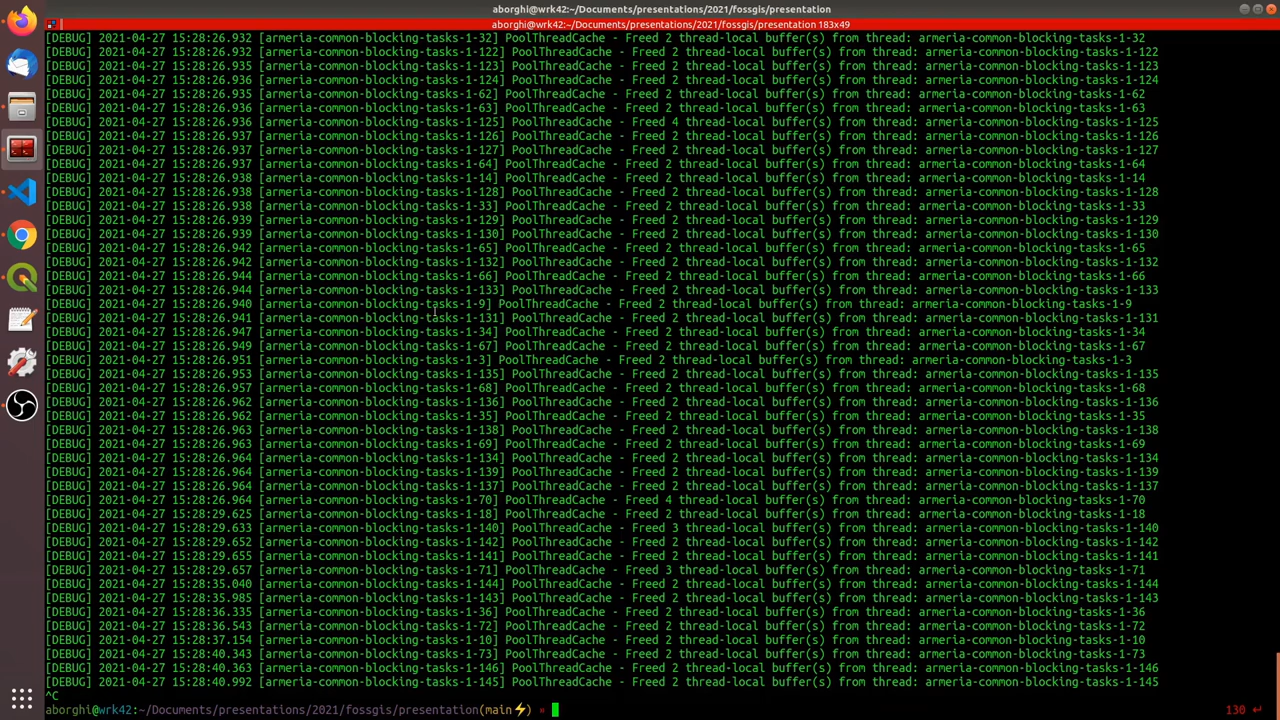 aborghi@wrk42:~/Documents/presentations/2021/fossgis/presentation
aborghi@wrk42:~/Documents/presentations/2021/fossgis/presentation 183x49
[DEBUG] 2021-04-27 15:28:26.932 [armeria-common-blocking-tasks-1-32] PoolThreadCache - Freed 2 thread-local buffer(s) from thread: armeria-common-blocking-tasks-1-32
[DEBUG] 2021-04-27 15:28:26.932 [armeria-common-blocking-tasks-1-122] PoolThreadCache - Freed 2 thread-local buffer(s) from thread: armeria-common-blocking-tasks-1-122
[DEBUG] 2021-04-27 15:28:26.935 [armeria-common-blocking-tasks-1-123] PoolThreadCache - Freed 2 thread-local buffer(s) from thread: armeria-common-blocking-tasks-1-123
[DEBUG] 2021-04-27 15:28:26.936 [armeria-common-blocking-tasks-1-124] PoolThreadCache - Freed 2 thread-local buffer(s) from thread: armeria-common-blocking-tasks-1-124
[DEBUG] 2021-04-27 15:28:26.935 [armeria-common-blocking-tasks-1-62] PoolThreadCache - Freed 2 thread-local buffer(s) from thread: armeria-common-blocking-tasks-1-62
[DEBUG] 2021-04-27 15:28:26.936 [armeria-common-blocking-tasks-1-63] PoolThreadCache - Freed 2 thread-local buffer(s) from thread: armeria-common-blocking-tasks-1-63
[DEBUG] 2021-04-27 15:28:26.936 [armeria-common-blocking-tasks-1-125] PoolThreadCache - Freed 4 thread-local buffer(s) from thread: armeria-common-blocking-tasks-1-125
[DEBUG] 2021-04-27 15:28:26.937 [armeria-common-blocking-tasks-1-126] PoolThreadCache - Freed 2 thread-local buffer(s) from thread: armeria-common-blocking-tasks-1-126
[DEBUG] 2021-04-27 15:28:26.937 [armeria-common-blocking-tasks-1-127] PoolThreadCache - Freed 2 thread-local buffer(s) from thread: armeria-common-blocking-tasks-1-127
[DEBUG] 2021-04-27 15:28:26.937 [armeria-common-blocking-tasks-1-64] PoolThreadCache - Freed 2 thread-local buffer(s) from thread: armeria-common-blocking-tasks-1-64
[DEBUG] 2021-04-27 15:28:26.938 [armeria-common-blocking-tasks-1-14] PoolThreadCache - Freed 2 thread-local buffer(s) from thread: armeria-common-blocking-tasks-1-14
[DEBUG] 2021-04-27 15:28:26.938 [armeria-common-blocking-tasks-1-128] PoolThreadCache - Freed 2 thread-local buffer(s) from thread: armeria-common-blocking-tasks-1-128
[DEBUG] 2021-04-27 15:28:26.938 [armeria-common-blocking-tasks-1-33] PoolThreadCache - Freed 2 thread-local buffer(s) from thread: armeria-common-blocking-tasks-1-33
[DEBUG] 2021-04-27 15:28:26.939 [armeria-common-blocking-tasks-1-129] PoolThreadCache - Freed 2 thread-local buffer(s) from thread: armeria-common-blocking-tasks-1-129
[DEBUG] 2021-04-27 15:28:26.939 [armeria-common-blocking-tasks-1-130] PoolThreadCache - Freed 2 thread-local buffer(s) from thread: armeria-common-blocking-tasks-1-130
[DEBUG] 2021-04-27 15:28:26.942 [armeria-common-blocking-tasks-1-65] PoolThreadCache - Freed 2 thread-local buffer(s) from thread: armeria-common-blocking-tasks-1-65
[DEBUG] 2021-04-27 15:28:26.942 [armeria-common-blocking-tasks-1-132] PoolThreadCache - Freed 2 thread-local buffer(s) from thread: armeria-common-blocking-tasks-1-132
[DEBUG] 2021-04-27 15:28:26.944 [armeria-common-blocking-tasks-1-66] PoolThreadCache - Freed 2 thread-local buffer(s) from thread: armeria-common-blocking-tasks-1-66
[DEBUG] 2021-04-27 15:28:26.944 [armeria-common-blocking-tasks-1-133] PoolThreadCache - Freed 2 thread-local buffer(s) from thread: armeria-common-blocking-tasks-1-133
[DEBUG] 2021-04-27 15:28:26.940 [armeria-common-blocking-tasks-1-9] PoolThreadCache - Freed 2 thread-local buffer(s) from thread: armeria-common-blocking-tasks-1-9
[DEBUG] 2021-04-27 15:28:26.941 [armeria-common-blocking-tasks-1-131] PoolThreadCache - Freed 2 thread-local buffer(s) from thread: armeria-common-blocking-tasks-1-131
[DEBUG] 2021-04-27 15:28:26.947 [armeria-common-blocking-tasks-1-34] PoolThreadCache - Freed 2 thread-local buffer(s) from thread: armeria-common-blocking-tasks-1-34
[DEBUG] 2021-04-27 15:28:26.949 [armeria-common-blocking-tasks-1-67] PoolThreadCache - Freed 2 thread-local buffer(s) from thread: armeria-common-blocking-tasks-1-67
[DEBUG] 2021-04-27 15:28:26.951 [armeria-common-blocking-tasks-1-3] PoolThreadCache - Freed 2 thread-local buffer(s) from thread: armeria-common-blocking-tasks-1-3
[DEBUG] 2021-04-27 15:28:26.953 [armeria-common-blocking-tasks-1-135] PoolThreadCache - Freed 2 thread-local buffer(s) from thread: armeria-common-blocking-tasks-1-135
[DEBUG] 2021-04-27 15:28:26.957 [armeria-common-blocking-tasks-1-68] PoolThreadCache - Freed 2 thread-local buffer(s) from thread: armeria-common-blocking-tasks-1-68
[DEBUG] 2021-04-27 15:28:26.962 [armeria-common-blocking-tasks-1-136] PoolThreadCache - Freed 2 thread-local buffer(s) from thread: armeria-common-blocking-tasks-1-136
[DEBUG] 2021-04-27 15:28:26.962 [armeria-common-blocking-tasks-1-35] PoolThreadCache - Freed 2 thread-local buffer(s) from thread: armeria-common-blocking-tasks-1-35
[DEBUG] 2021-04-27 15:28:26.963 [armeria-common-blocking-tasks-1-138] PoolThreadCache - Freed 2 thread-local buffer(s) from thread: armeria-common-blocking-tasks-1-138
[DEBUG] 2021-04-27 15:28:26.963 [armeria-common-blocking-tasks-1-69] PoolThreadCache - Freed 2 thread-local buffer(s) from thread: armeria-common-blocking-tasks-1-69
[DEBUG] 2021-04-27 15:28:26.964 [armeria-common-blocking-tasks-1-134] PoolThreadCache - Freed 2 thread-local buffer(s) from thread: armeria-common-blocking-tasks-1-134
[DEBUG] 2021-04-27 15:28:26.964 [armeria-common-blocking-tasks-1-139] PoolThreadCache - Freed 2 thread-local buffer(s) from thread: armeria-common-blocking-tasks-1-139
[DEBUG] 2021-04-27 15:28:26.964 [armeria-common-blocking-tasks-1-137] PoolThreadCache - Freed 2 thread-local buffer(s) from thread: armeria-common-blocking-tasks-1-137
[DEBUG] 2021-04-27 15:28:26.964 [armeria-common-blocking-tasks-1-70] PoolThreadCache - Freed 4 thread-local buffer(s) from thread: armeria-common-blocking-tasks-1-70
[DEBUG] 2021-04-27 15:28:29.625 [armeria-common-blocking-tasks-1-18] PoolThreadCache - Freed 2 thread-local buffer(s) from thread: armeria-common-blocking-tasks-1-18
[DEBUG] 2021-04-27 15:28:29.633 [armeria-common-blocking-tasks-1-140] PoolThreadCache - Freed 3 thread-local buffer(s) from thread: armeria-common-blocking-tasks-1-140
[DEBUG] 2021-04-27 15:28:29.652 [armeria-common-blocking-tasks-1-142] PoolThreadCache - Freed 2 thread-local buffer(s) from thread: armeria-common-blocking-tasks-1-142
[DEBUG] 2021-04-27 15:28:29.655 [armeria-common-blocking-tasks-1-141] PoolThreadCache - Freed 2 thread-local buffer(s) from thread: armeria-common-blocking-tasks-1-141
[DEBUG] 2021-04-27 15:28:29.657 [armeria-common-blocking-tasks-1-71] PoolThreadCache - Freed 3 thread-local buffer(s) from thread: armeria-common-blocking-tasks-1-71
[DEBUG] 2021-04-27 15:28:35.040 [armeria-common-blocking-tasks-1-144] PoolThreadCache - Freed 2 thread-local buffer(s) from thread: armeria-common-blocking-tasks-1-144
[DEBUG] 2021-04-27 15:28:35.985 [armeria-common-blocking-tasks-1-143] PoolThreadCache - Freed 2 thread-local buffer(s) from thread: armeria-common-blocking-tasks-1-143
[DEBUG] 2021-04-27 15:28:36.335 [armeria-common-blocking-tasks-1-36] PoolThreadCache - Freed 2 thread-local buffer(s) from thread: armeria-common-blocking-tasks-1-36
[DEBUG] 2021-04-27 15:28:36.543 [armeria-common-blocking-tasks-1-72] PoolThreadCache - Freed 2 thread-local buffer(s) from thread: armeria-common-blocking-tasks-1-72
[DEBUG] 2021-04-27 15:28:37.154 [armeria-common-blocking-tasks-1-10] PoolThreadCache - Freed 2 thread-local buffer(s) from thread: armeria-common-blocking-tasks-1-10
[DEBUG] 2021-04-27 15:28:40.343 [armeria-common-blocking-tasks-1-73] PoolThreadCache - Freed 2 thread-local buffer(s) from thread: armeria-common-blocking-tasks-1-73
[DEBUG] 2021-04-27 15:28:40.363 [armeria-common-blocking-tasks-1-146] PoolThreadCache - Freed 2 thread-local buffer(s) from thread: armeria-common-blocking-tasks-1-146
[DEBUG] 2021-04-27 15:28:40.992 [armeria-common-blocking-tasks-1-145] PoolThreadCache - Freed 2 thread-local buffer(s) from thread: armeria-common-blocking-tasks-1-145
^C
aborghi@wrk42:~/Documents/presentations/2021/fossgis/presentation(main⚡) » 130 ↵